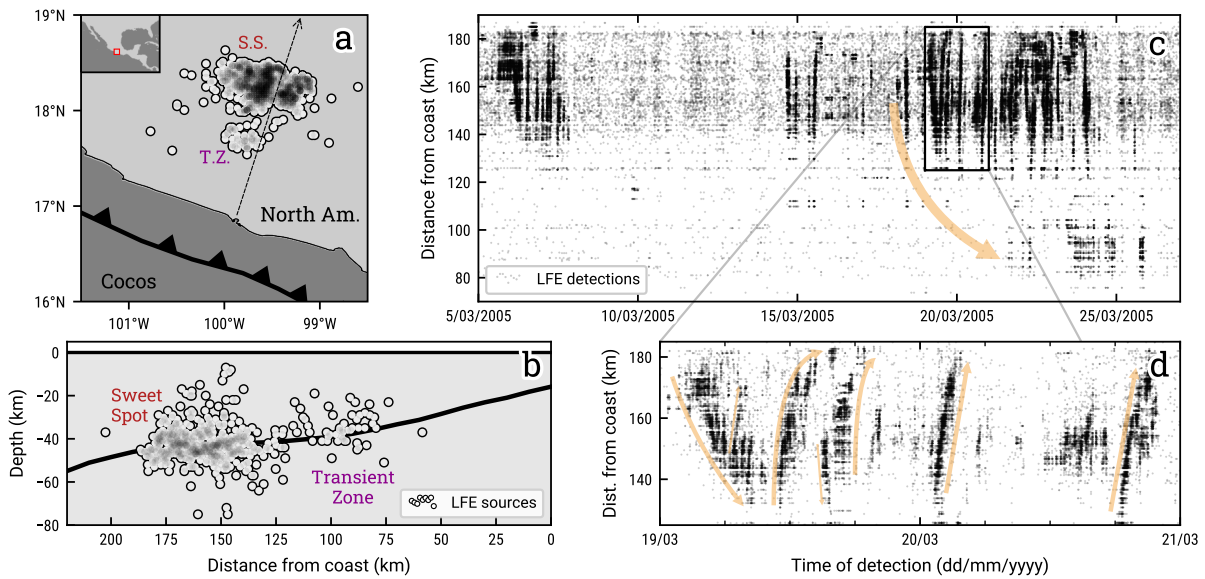 19°N
18°N
17°N
16°N
101°W
100°W
99°W
a
S.S.
T.Z.
North Am.
Cocos
0
−20
−40
−60
−80
Depth (km)
b
Sweet
Spot
Transient
Zone
LFE sources
200
175
150
125
100
75
50
25
0
Distance from coast (km)
180
160
140
120
100
80
Distance from coast (km)
c
LFE detections
5/03/2005
10/03/2005
15/03/2005
20/03/2005
25/03/2005
180
160
140
Dist. from coast (km)
d
19/03
20/03
21/03
Time of detection (dd/mm/yyyy)